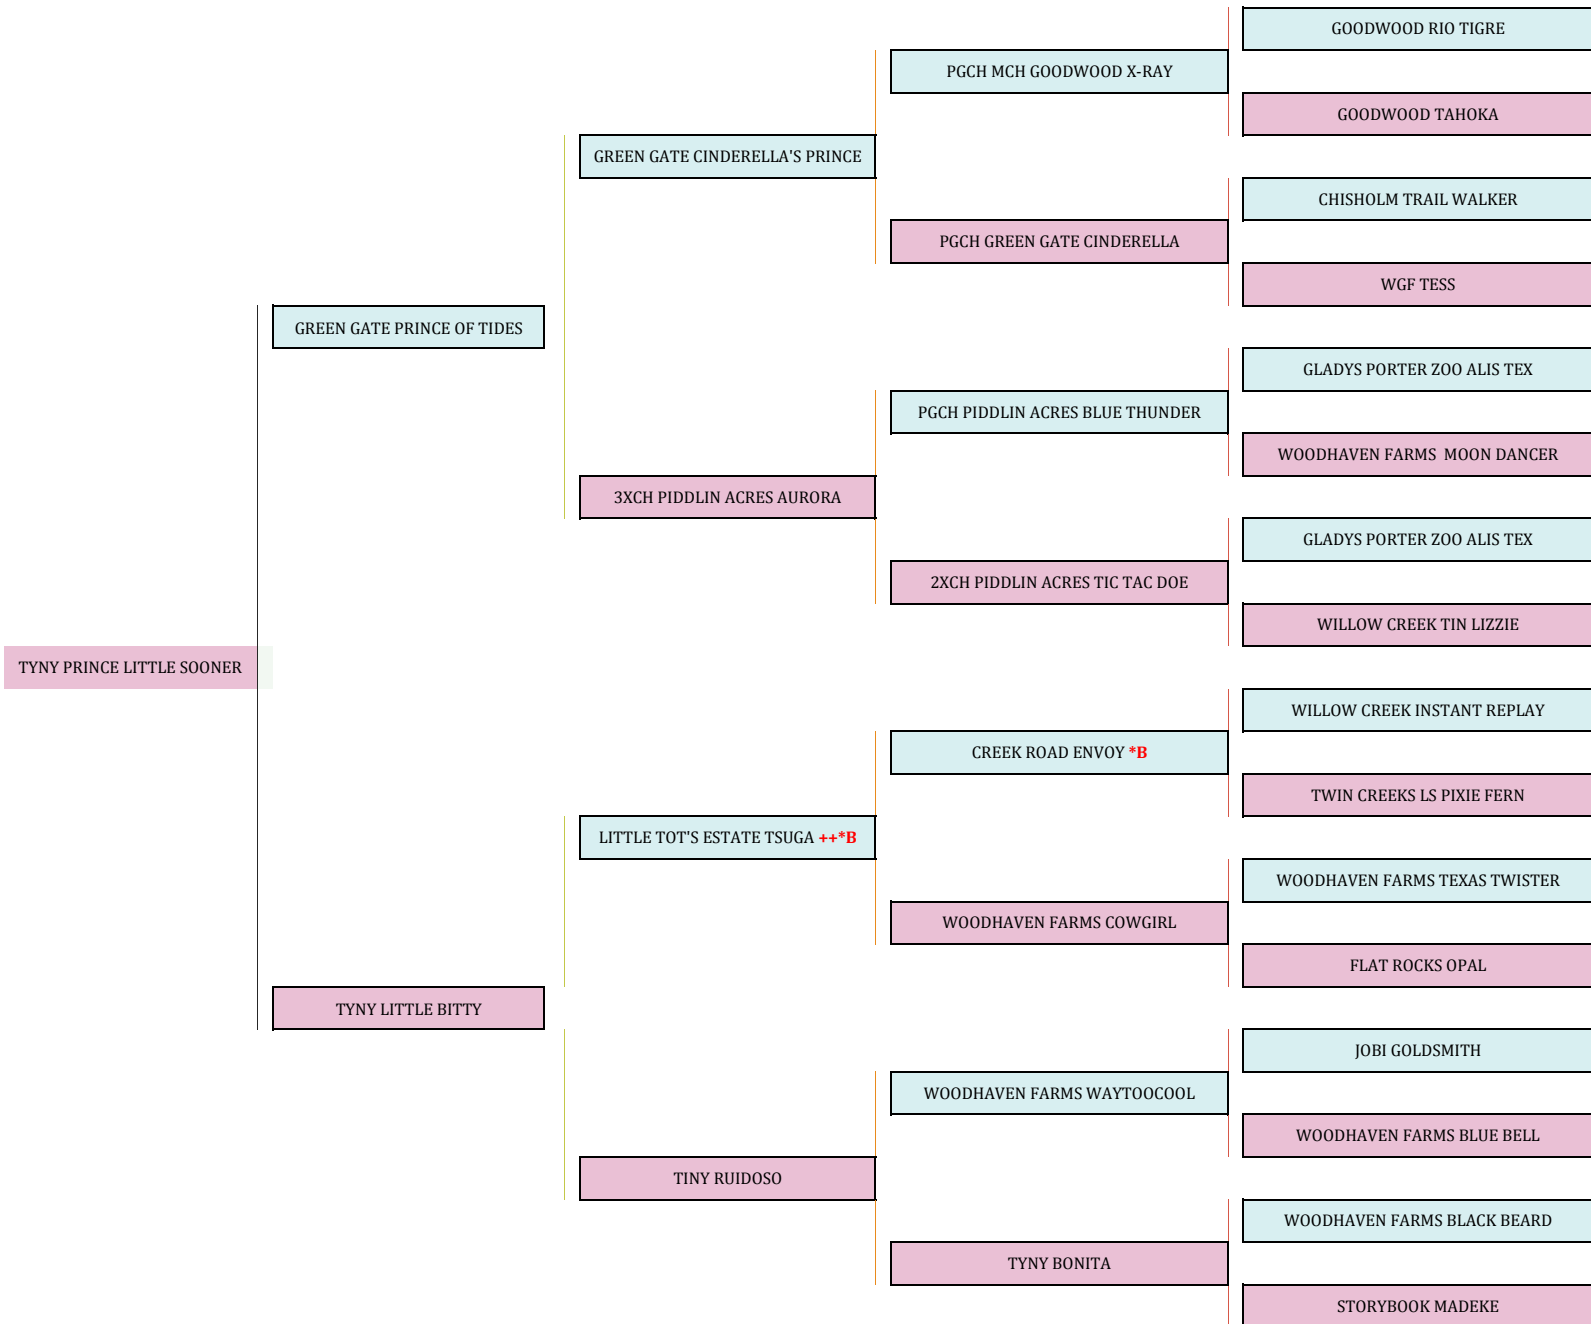 GOODWOOD RIO TIGRE
PGCH MCH GOODWOOD X-RAY
GOODWOOD TAHOKA
GREEN GATE CINDERELLA'S PRINCE
CHISHOLM TRAIL WALKER
PGCH GREEN GATE CINDERELLA
WGF TESS
GREEN GATE PRINCE OF TIDES
GLADYS PORTER ZOO ALIS TEX
PGCH PIDDLIN ACRES BLUE THUNDER
WOODHAVEN FARMS  MOON DANCER
3XCH PIDDLIN ACRES AURORA
GLADYS PORTER ZOO ALIS TEX
2XCH PIDDLIN ACRES TIC TAC DOE
WILLOW CREEK TIN LIZZIE
TYNY PRINCE LITTLE SOONER
WILLOW CREEK INSTANT REPLAY
CREEK ROAD ENVOY *B
TWIN CREEKS LS PIXIE FERN
LITTLE TOT'S ESTATE TSUGA ++*B
WOODHAVEN FARMS TEXAS TWISTER
WOODHAVEN FARMS COWGIRL
FLAT ROCKS OPAL
TYNY LITTLE BITTY
JOBI GOLDSMITH
WOODHAVEN FARMS WAYTOOCOOL
WOODHAVEN FARMS BLUE BELL
TINY RUIDOSO
WOODHAVEN FARMS BLACK BEARD
TYNY BONITA
STORYBOOK MADEKE